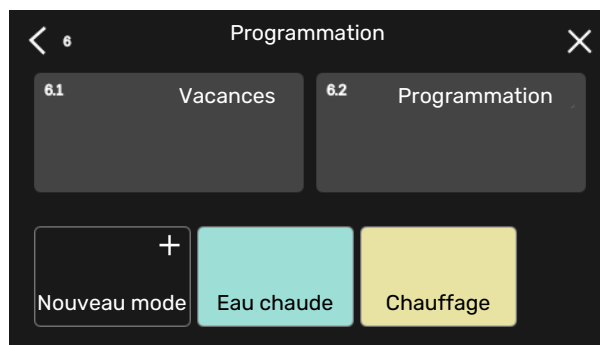 6 Programmation
6.1 Vacances
6.2 Programmation
Nouveau mode
Eau chaude
Chauffage